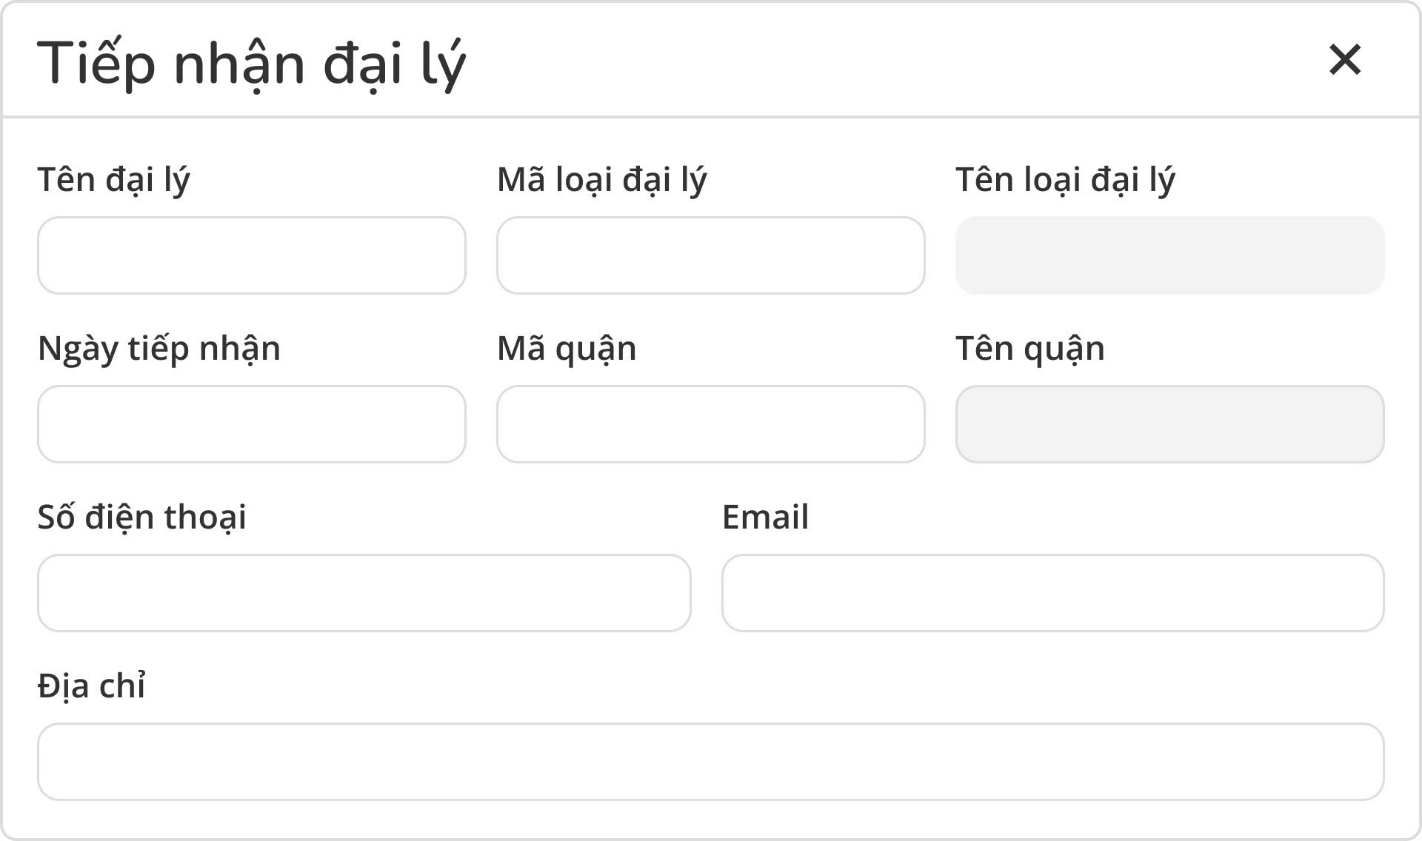 Tiếp nhận đại lý
Tên đại lý
Mã loại đại lý
Tên loại đại lý
Ngày tiếp nhận
Mã quận
Tên quận
Số điện thoại
Email
Địa chỉ